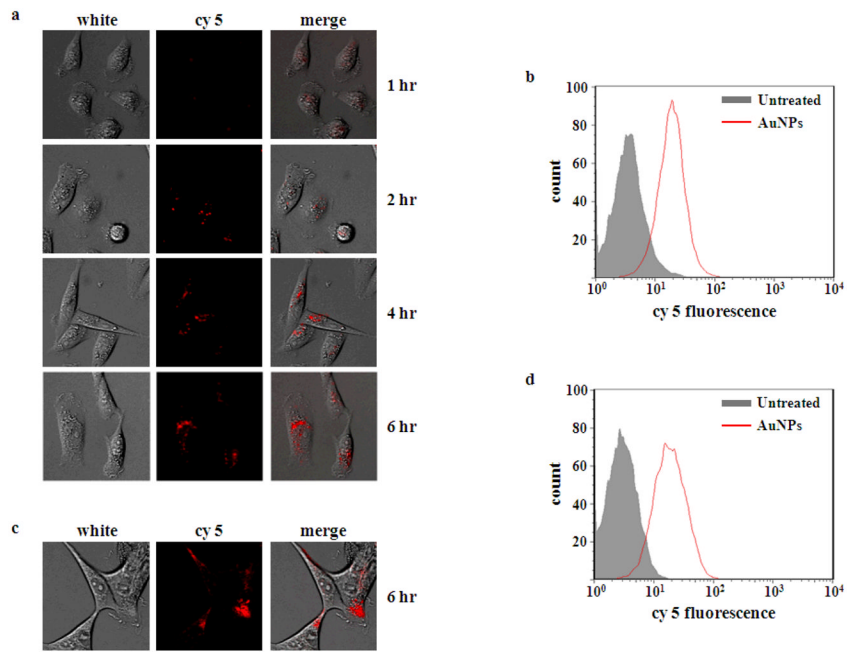 a
white cy 5 merge
1 hr
2 hr
4 hr
6 hr
b
100
80
60
40
20
count
Untreated
AuNPs
10^0 10^1 10^2 10^3 10^4
cy 5 fluorescence
c
white cy 5 merge
6 hr
d
100
80
60
40
20
count
Untreated
AuNPs
10^0 10^1 10^2 10^3 10^4
cy 5 fluorescence